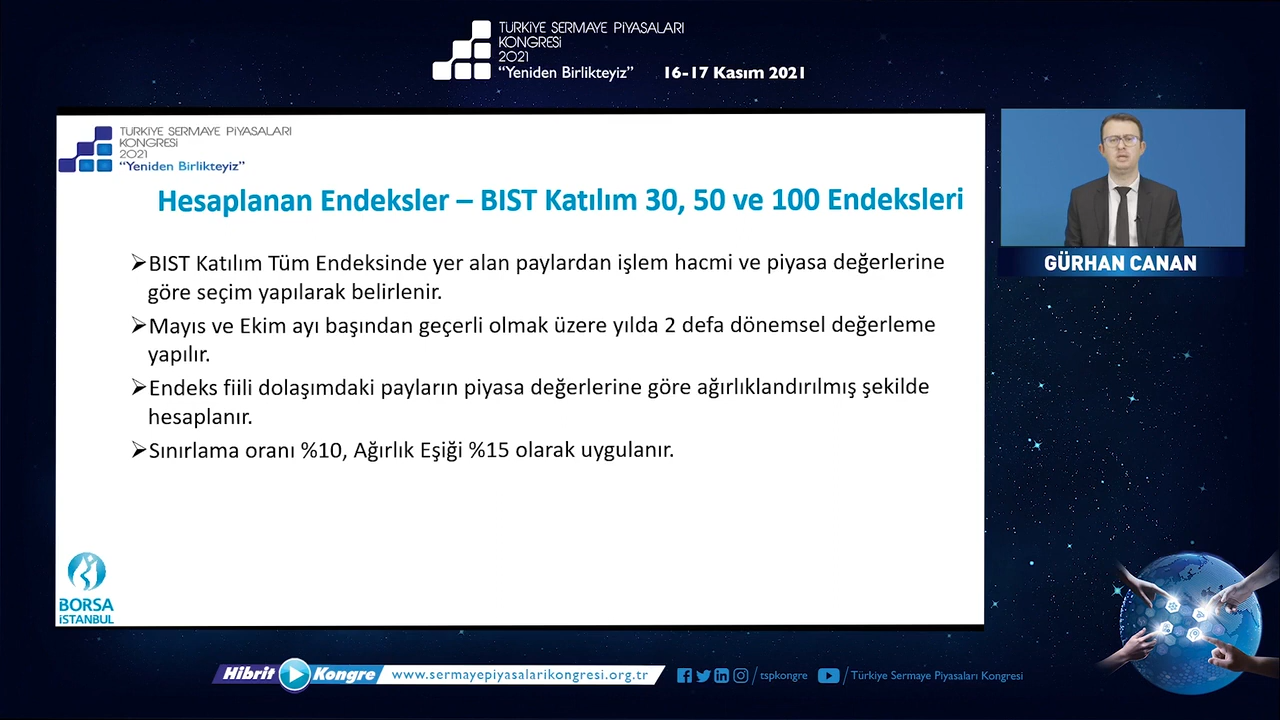 TÜRKİYE SERMAYE PİYASALARI
KONGRESİ
2021
“Yeniden Birlikteyiz” 16-17 Kasım 2021
TÜRKİYE SERMAYE PİYASALARI
KONGRESİ
2021
“Yeniden Birlikteyiz”
Hesaplanan Endeksler – BIST Katılım 30, 50 ve 100 Endeksleri
➢BIST Katılım Tüm Endeksinde yer alan paylardan işlem hacmi ve piyasa değerlerine
göre seçim yapılarak belirlenir.
➢Mayıs ve Ekim ayı başından geçerli olmak üzere yılda 2 defa dönemsel değerleme
yapılır.
➢Endeks fiili dolaşımdaki payların piyasa değerlerine göre ağırlıklandırılmış şekilde
hesaplanır.
➢Sınırlama oranı %10, Ağırlık Eşiği %15 olarak uygulanır.
BORSA
İSTANBUL
GÜRHAN CANAN
Hibrit Kongre www.sermayepiyasalarikongresi.org.tr /tspkongre /Türkiye Sermaye Piyasaları Kongresi